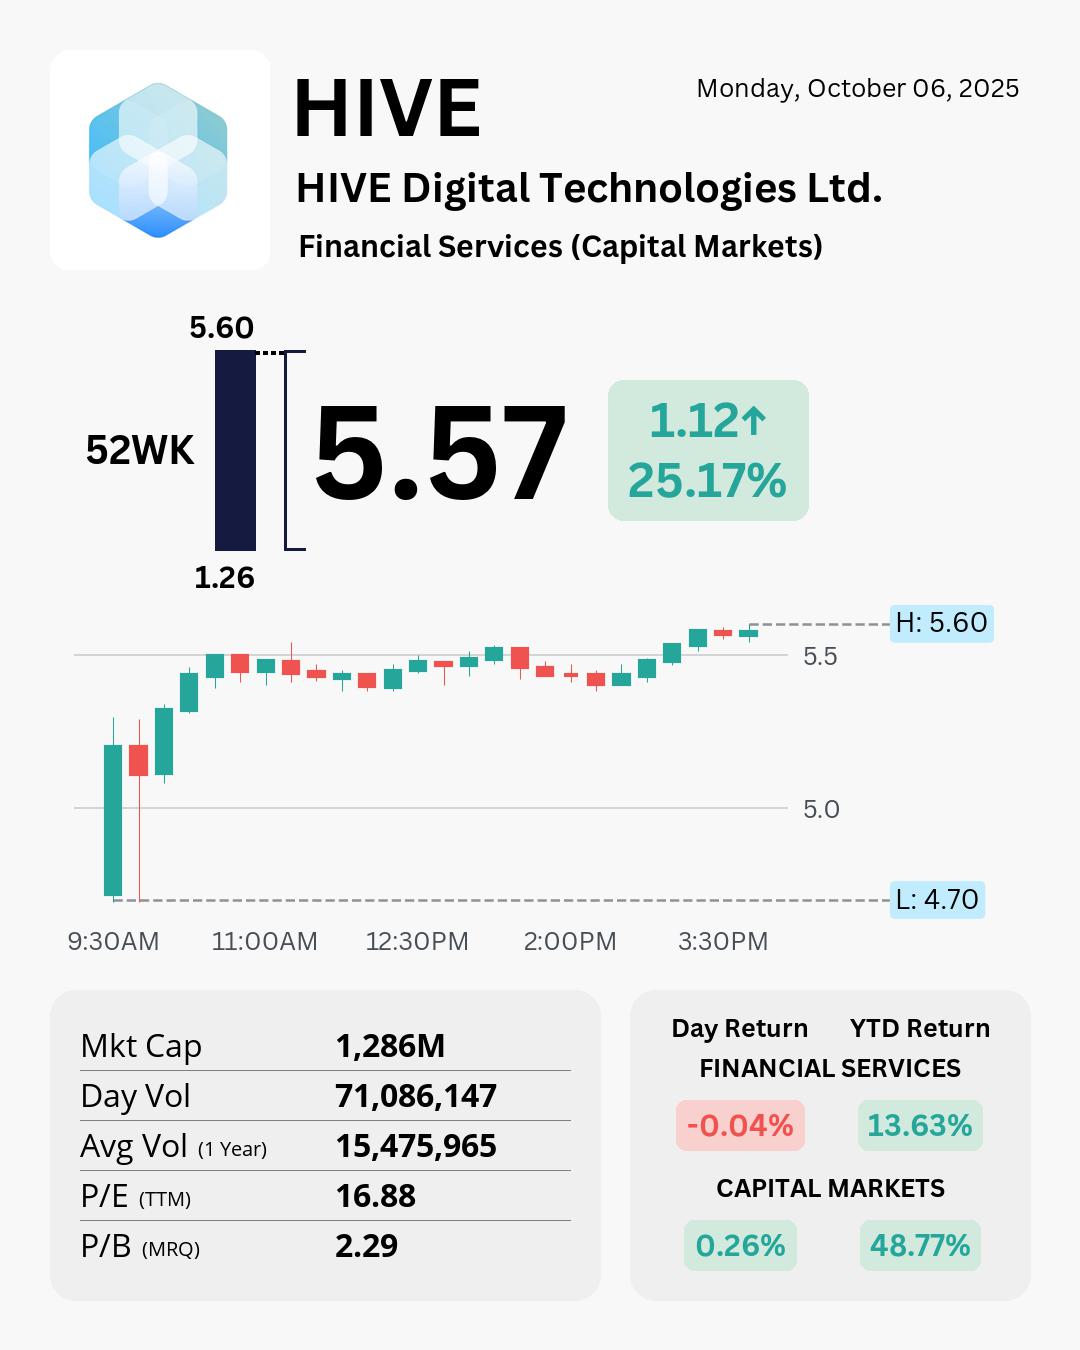 HIVE
Monday, October 06, 2025
HIVE Digital Technologies Ltd.
Financial Services (Capital Markets)
5.60
52WK
5.57
1.12↑
25.17%
1.26
H: 5.60
5.5
5.0
L: 4.70
9:30AM 11:00AM 12:30PM 2:00PM 3:30PM
Mkt Cap 1,286M
Day Vol 71,086,147
Avg Vol (1 Year) 15,475,965
P/E (TTM) 16.88
P/B (MRQ) 2.29
Day Return YTD Return
FINANCIAL SERVICES
-0.04% 13.63%
CAPITAL MARKETS
0.26% 48.77%